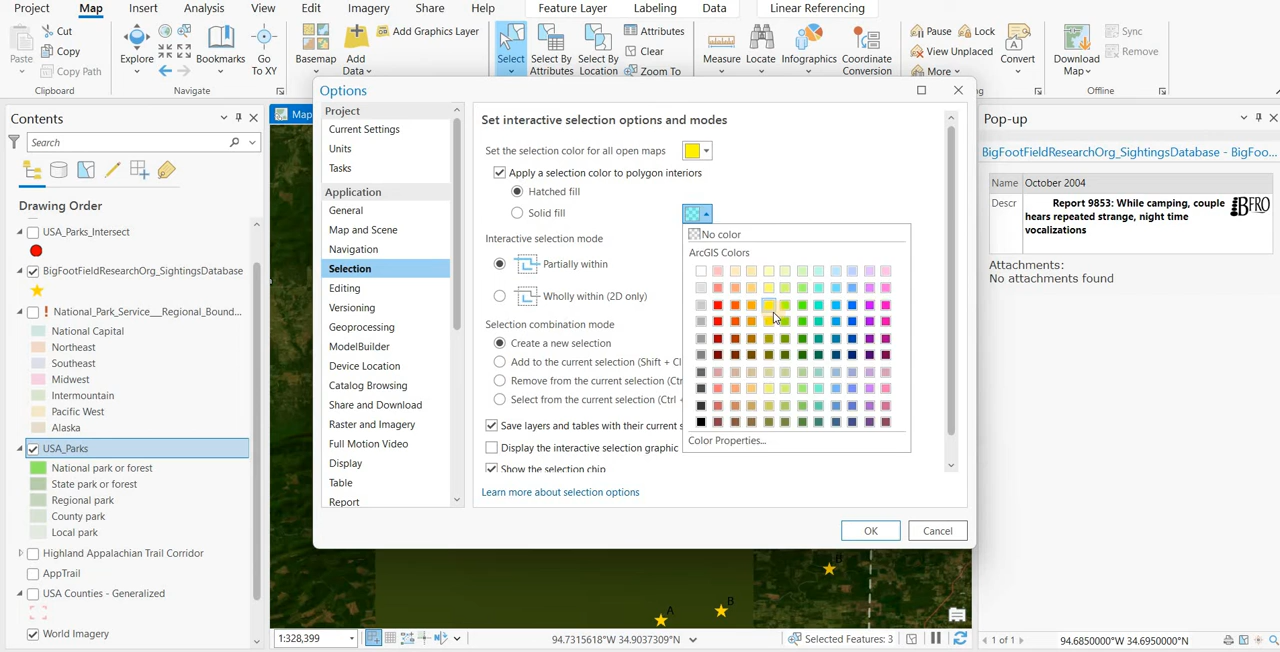 Project Map Insert Analysis View Edit Imagery Share Help Feature Layer Labeling Data Linear Referencing
Cut
Copy
Copy Path
Paste
Clipboard
Explore
Bookmarks
Go
To XY
Navigate
Basemap
Add
Data
Add Graphics Layer
Select
Select By
Attributes
Select By
Location
Attributes
Clear
Zoom To
Measure
Locate
Infographics
Coordinate
Conversion
Pause
Lock
View Unplaced
More
Convert
Download
Map
Sync
Remove
Offline
Contents
Search
Drawing Order
USA_Parks_Intersect
BigFootFieldResearchOrg_SightingsDatabase
National_Park_Service___Regional_Bound...
National Capital
Northeast
Southeast
Midwest
Intermountain
Pacific West
Alaska
USA_Parks
National park or forest
State park or forest
Regional park
County park
Local park
Highland Appalachian Trail Corridor
AppTrail
USA Counties - Generalized
World Imagery
Map
Options
Project
Current Settings
Units
Tasks
Application
General
Map and Scene
Navigation
Selection
Editing
Versioning
Geoprocessing
ModelBuilder
Device Location
Catalog Browsing
Share and Download
Raster and Imagery
Full Motion Video
Display
Table
Report
Set interactive selection options and modes
Set the selection color for all open maps
Apply a selection color to polygon interiors
Hatched fill
Solid fill
Interactive selection mode
Partially within
Wholly within (2D only)
Selection combination mode
Create a new selection
Add to the current selection (Shift + Cl
Remove from the current selection (Ctr
Select from the current selection (Ctrl
Save layers and tables with their current s
Display the interactive selection graphic
Show the selection chip
Learn more about selection options
No color
ArcGIS Colors
Color Properties...
OK
Cancel
A
B
1:328,399
94.7315618°W 34.9037309°N
Selected Features: 3
Pop-up
BigFootFieldResearchOrg_SightingsDatabase - BigFoo...
Name October 2004
Descr Report 9853: While camping, couple
hears repeated strange, night time
vocalizations
BFRO
Attachments:
No attachments found
1 of 1
94.6850000°W 34.6950000°N